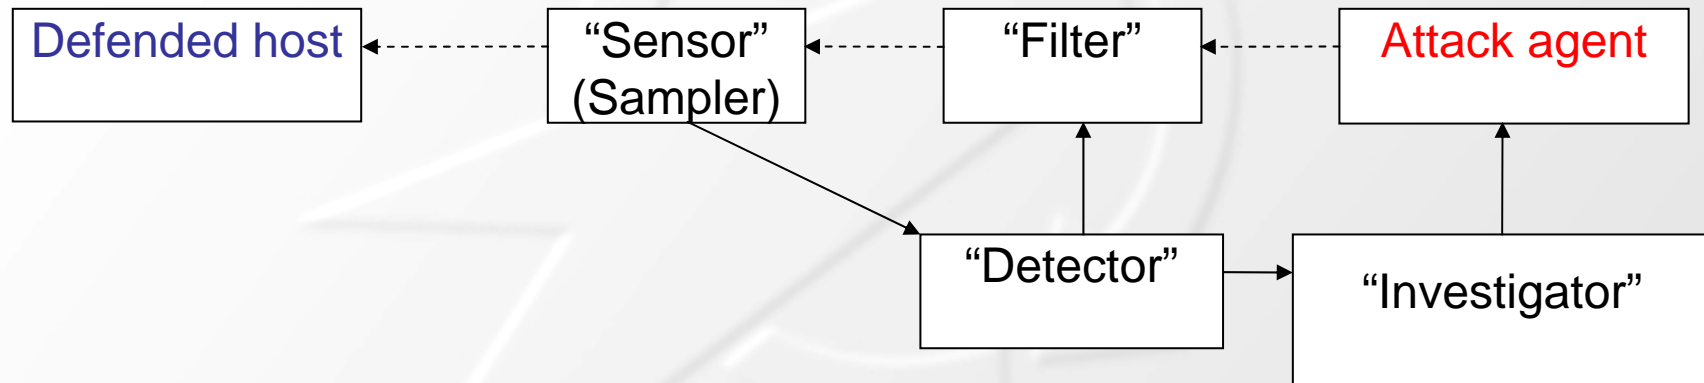 Defended host
“Sensor”
(Sampler)
“Filter”
Attack agent
“Detector”
“Investigator”